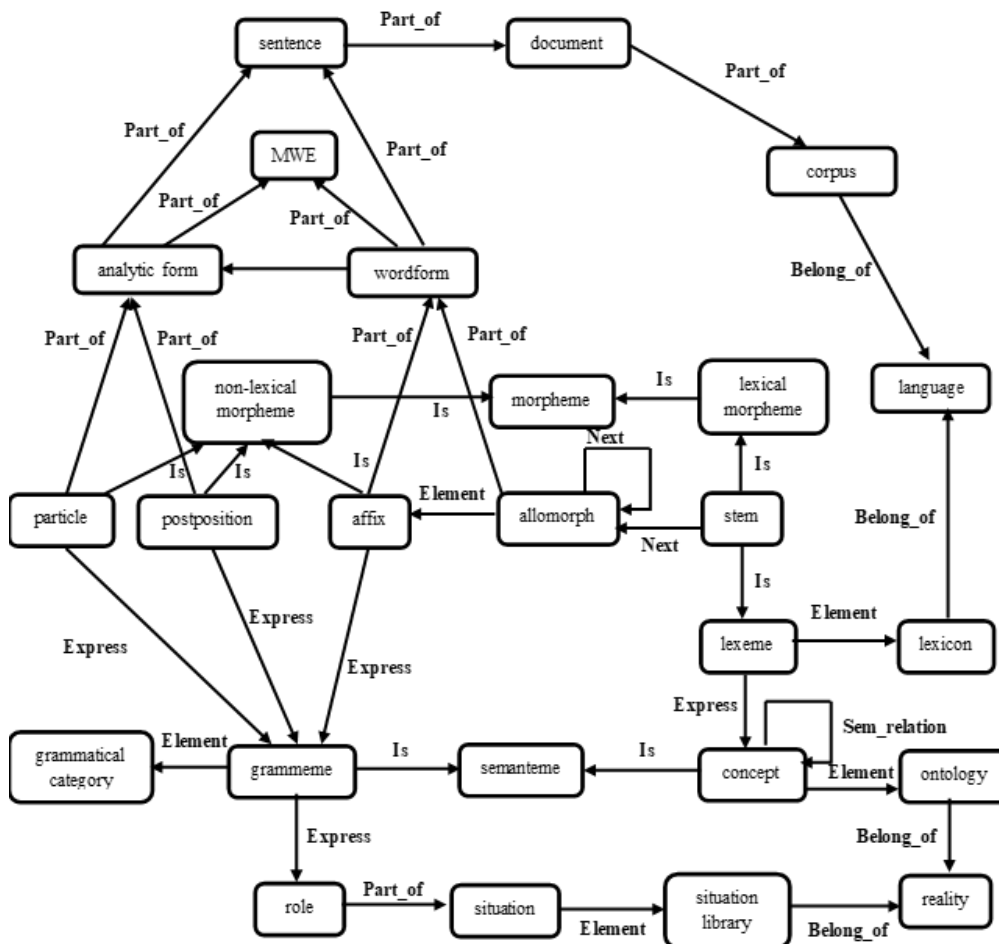 Part_of
sentence
document
Part_of
Part_of
MWE
Part_of
corpus
Part_of
Part_of
analytic form
wordform
Belong_of
Part_of
Part_of
Part_of
Part_of
non-lexical
morpheme
Is
morpheme
Is
lexical
morpheme
language
Next
Is
Is
Is
Is
Element
particle
postposition
affix
allomorph
stem
Belong_of
Next
Is
Express
Element
Express
lexeme
lexicon
Express
Express
Sem_relation
grammatical
category
Element
grammeme
Is
semanteme
Is
concept
Element
ontology
Express
Belong_of
role
Part_of
situation
situation
library
reality
Element
Belong_of